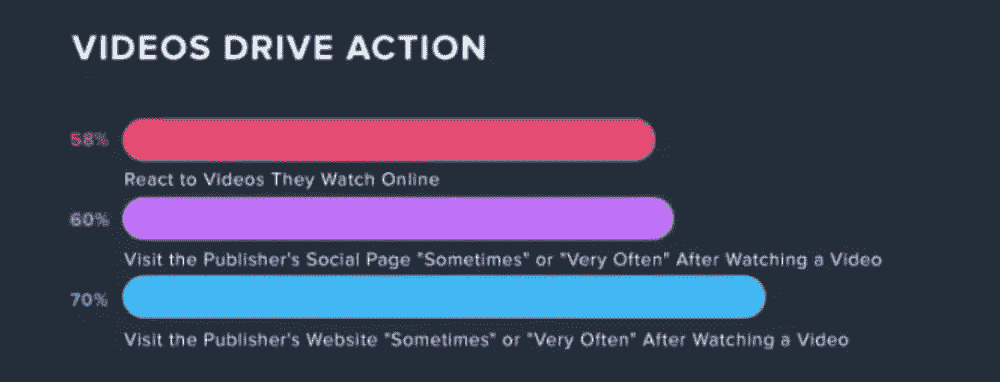 VIDEOS DRIVE ACTION
58%
React to Videos They Watch Online
60%
Visit the Publisher's Social Page "Sometimes" or "Very Often" After Watching a Video
70%
Visit the Publisher's Website "Sometimes" or "Very Often" After Watching a Video